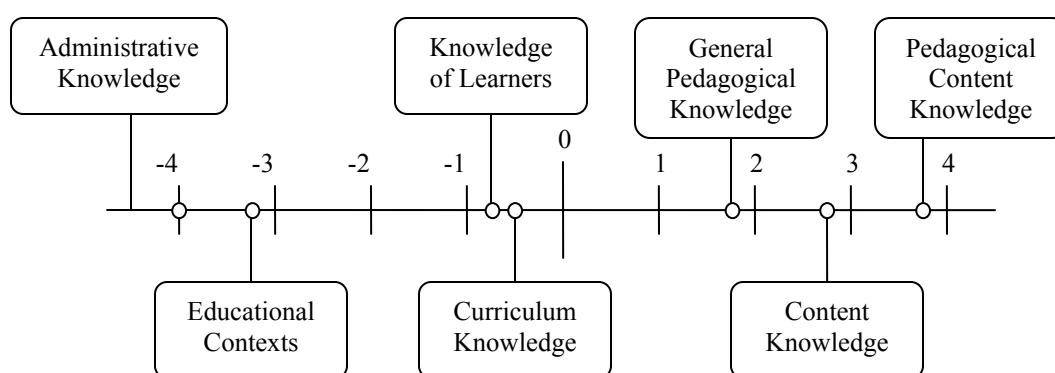 Administrative
Knowledge
Knowledge
of Learners
General
Pedagogical
Knowledge
Pedagogical
Content
Knowledge
-4
-3
-2
-1
0
1
2
3
4
Educational
Contexts
Curriculum
Knowledge
Content
Knowledge